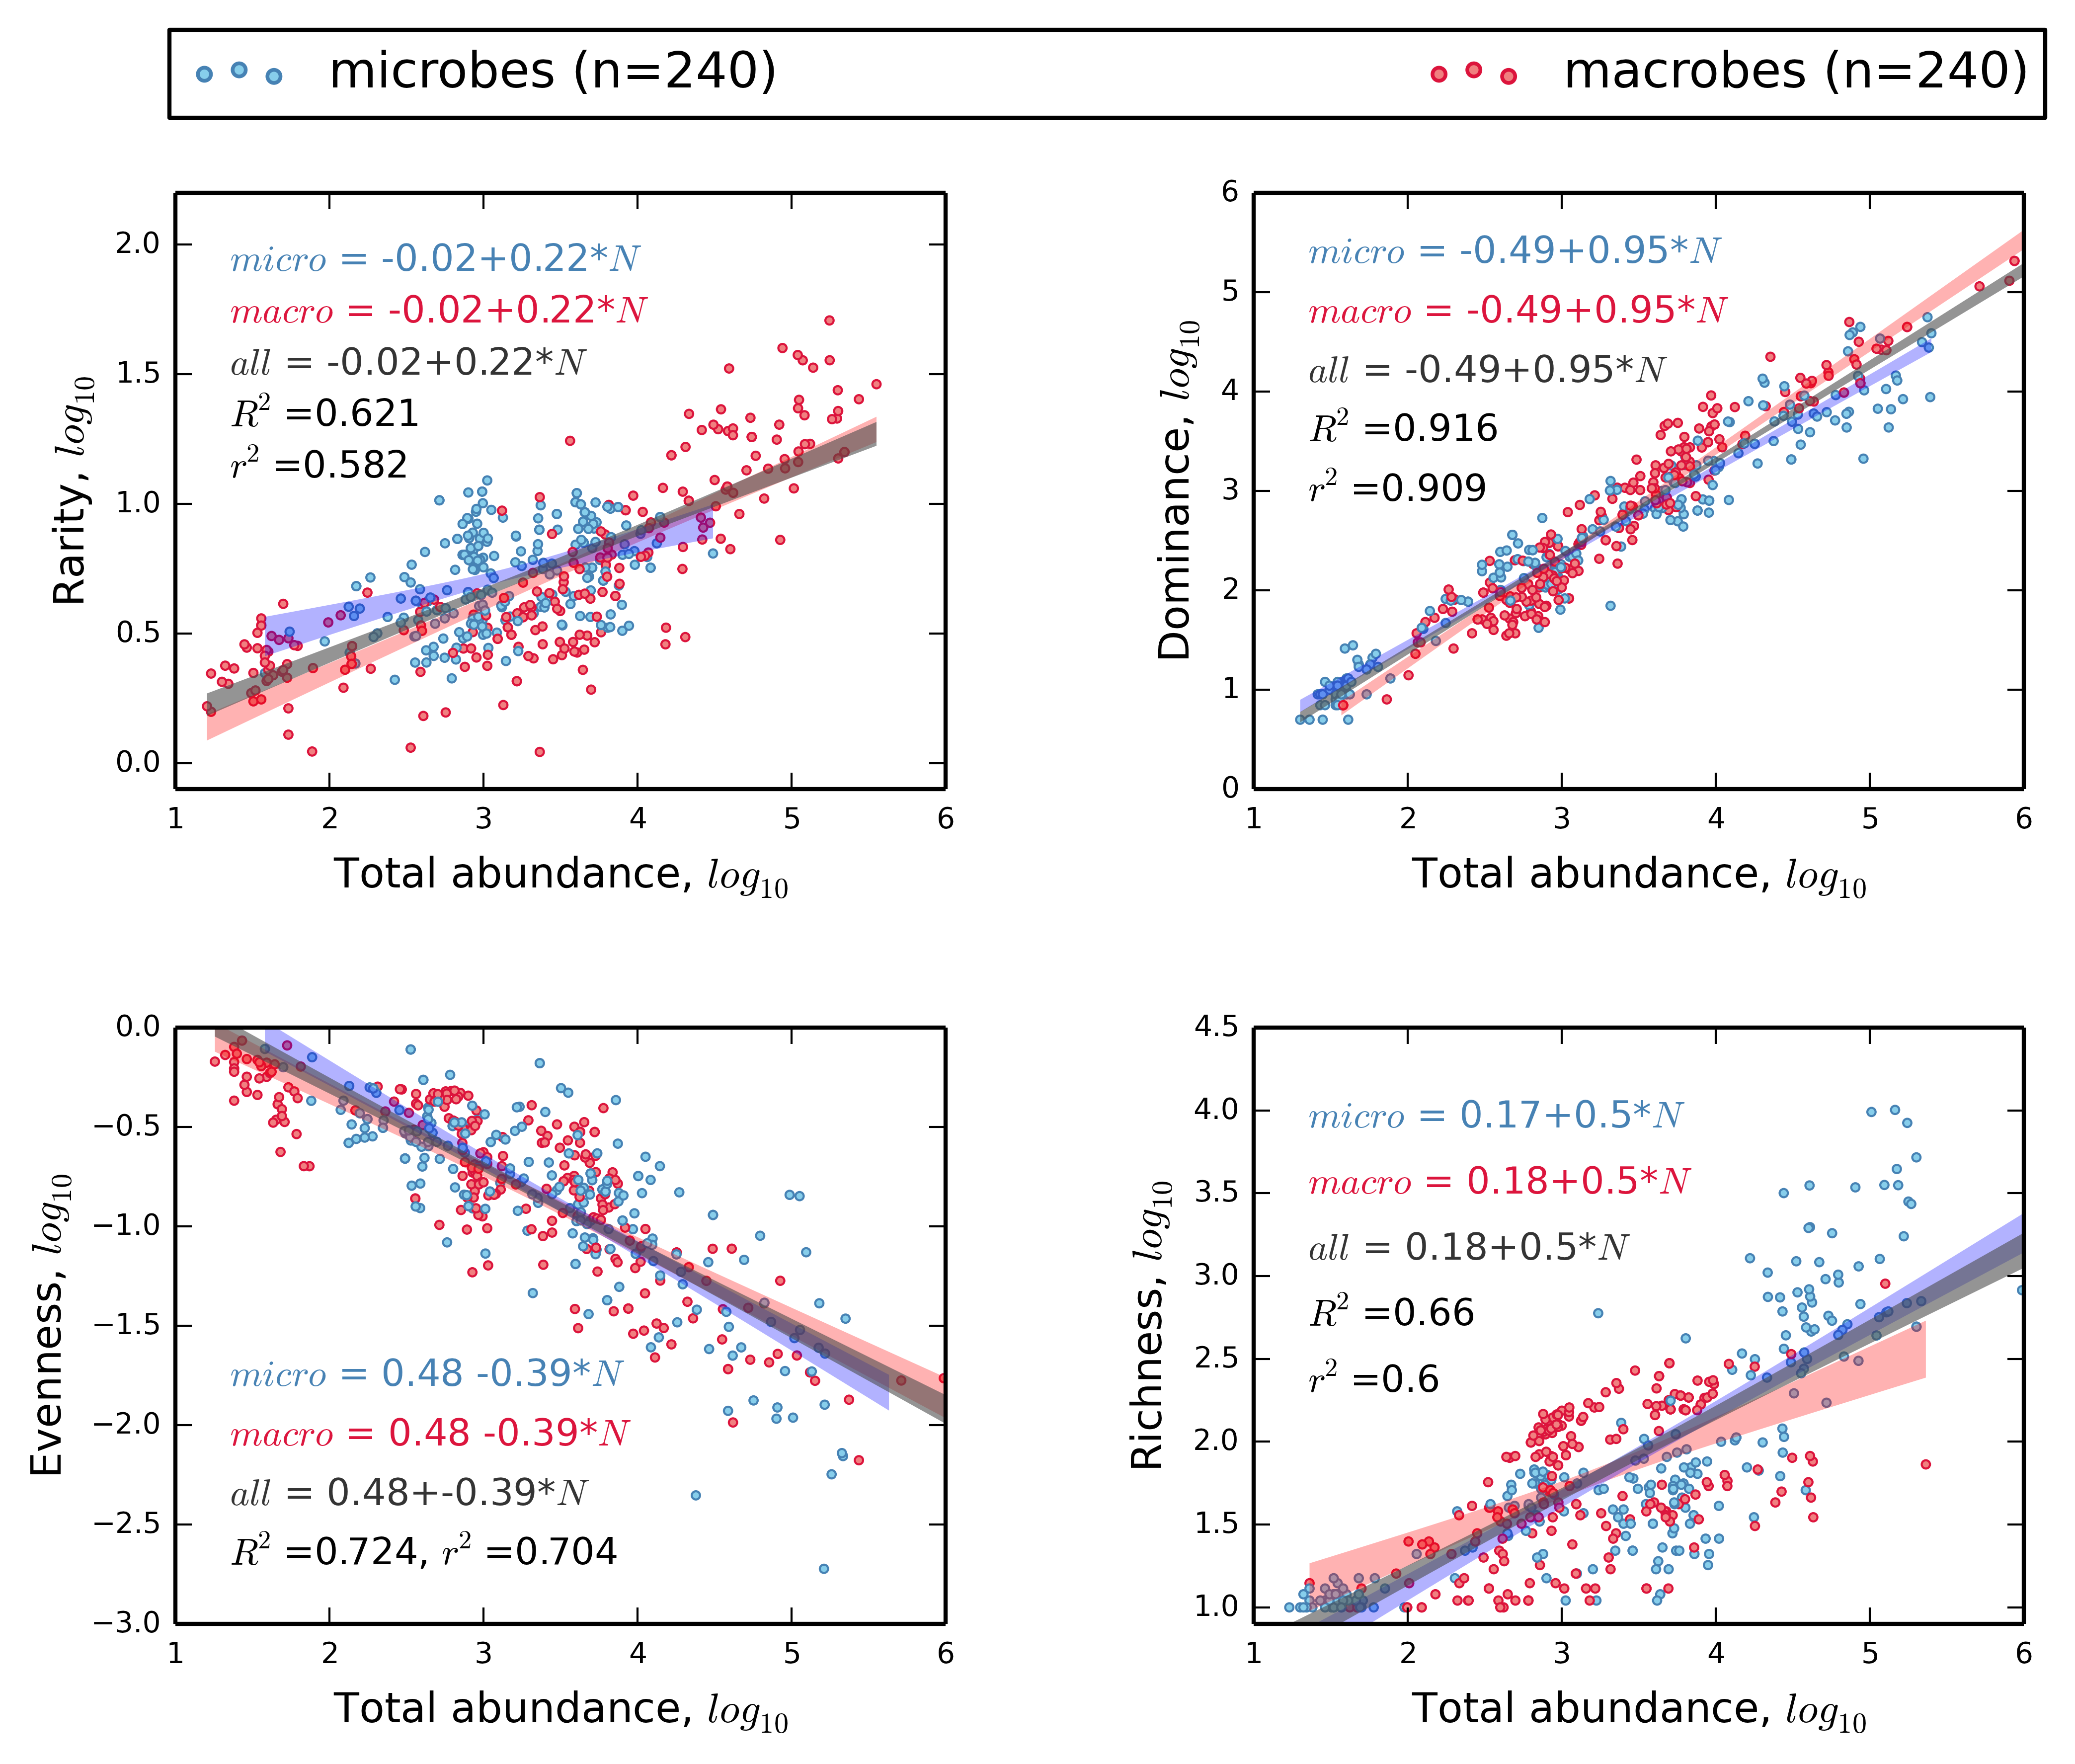 microbes (n=240) macrobes (n=240)
2.0
1.5
1.0
0.5
0.0
micro = -0.02+0.22*N
macro = -0.02+0.22*N
all = -0.02+0.22*N
R² =0.621
r² =0.582
Rarity, log₁₀
1 2 3 4 5 6
Total abundance, log₁₀
6
5
4
3
2
1
0
micro = -0.49+0.95*N
macro = -0.49+0.95*N
all = -0.49+0.95*N
R² =0.916
r² =0.909
Dominance, log₁₀
1 2 3 4 5 6
Total abundance, log₁₀
0.0
−0.5
−1.0
−1.5
−2.0
−2.5
−3.0
micro = 0.48 -0.39*N
macro = 0.48 -0.39*N
all = 0.48+-0.39*N
R² =0.724, r² =0.704
Evenness, log₁₀
1 2 3 4 5 6
Total abundance, log₁₀
4.5
4.0
3.5
3.0
2.5
2.0
1.5
1.0
micro = 0.17+0.5*N
macro = 0.18+0.5*N
all = 0.18+0.5*N
R² =0.66
r² =0.6
Richness, log₁₀
1 2 3 4 5 6
Total abundance, log₁₀